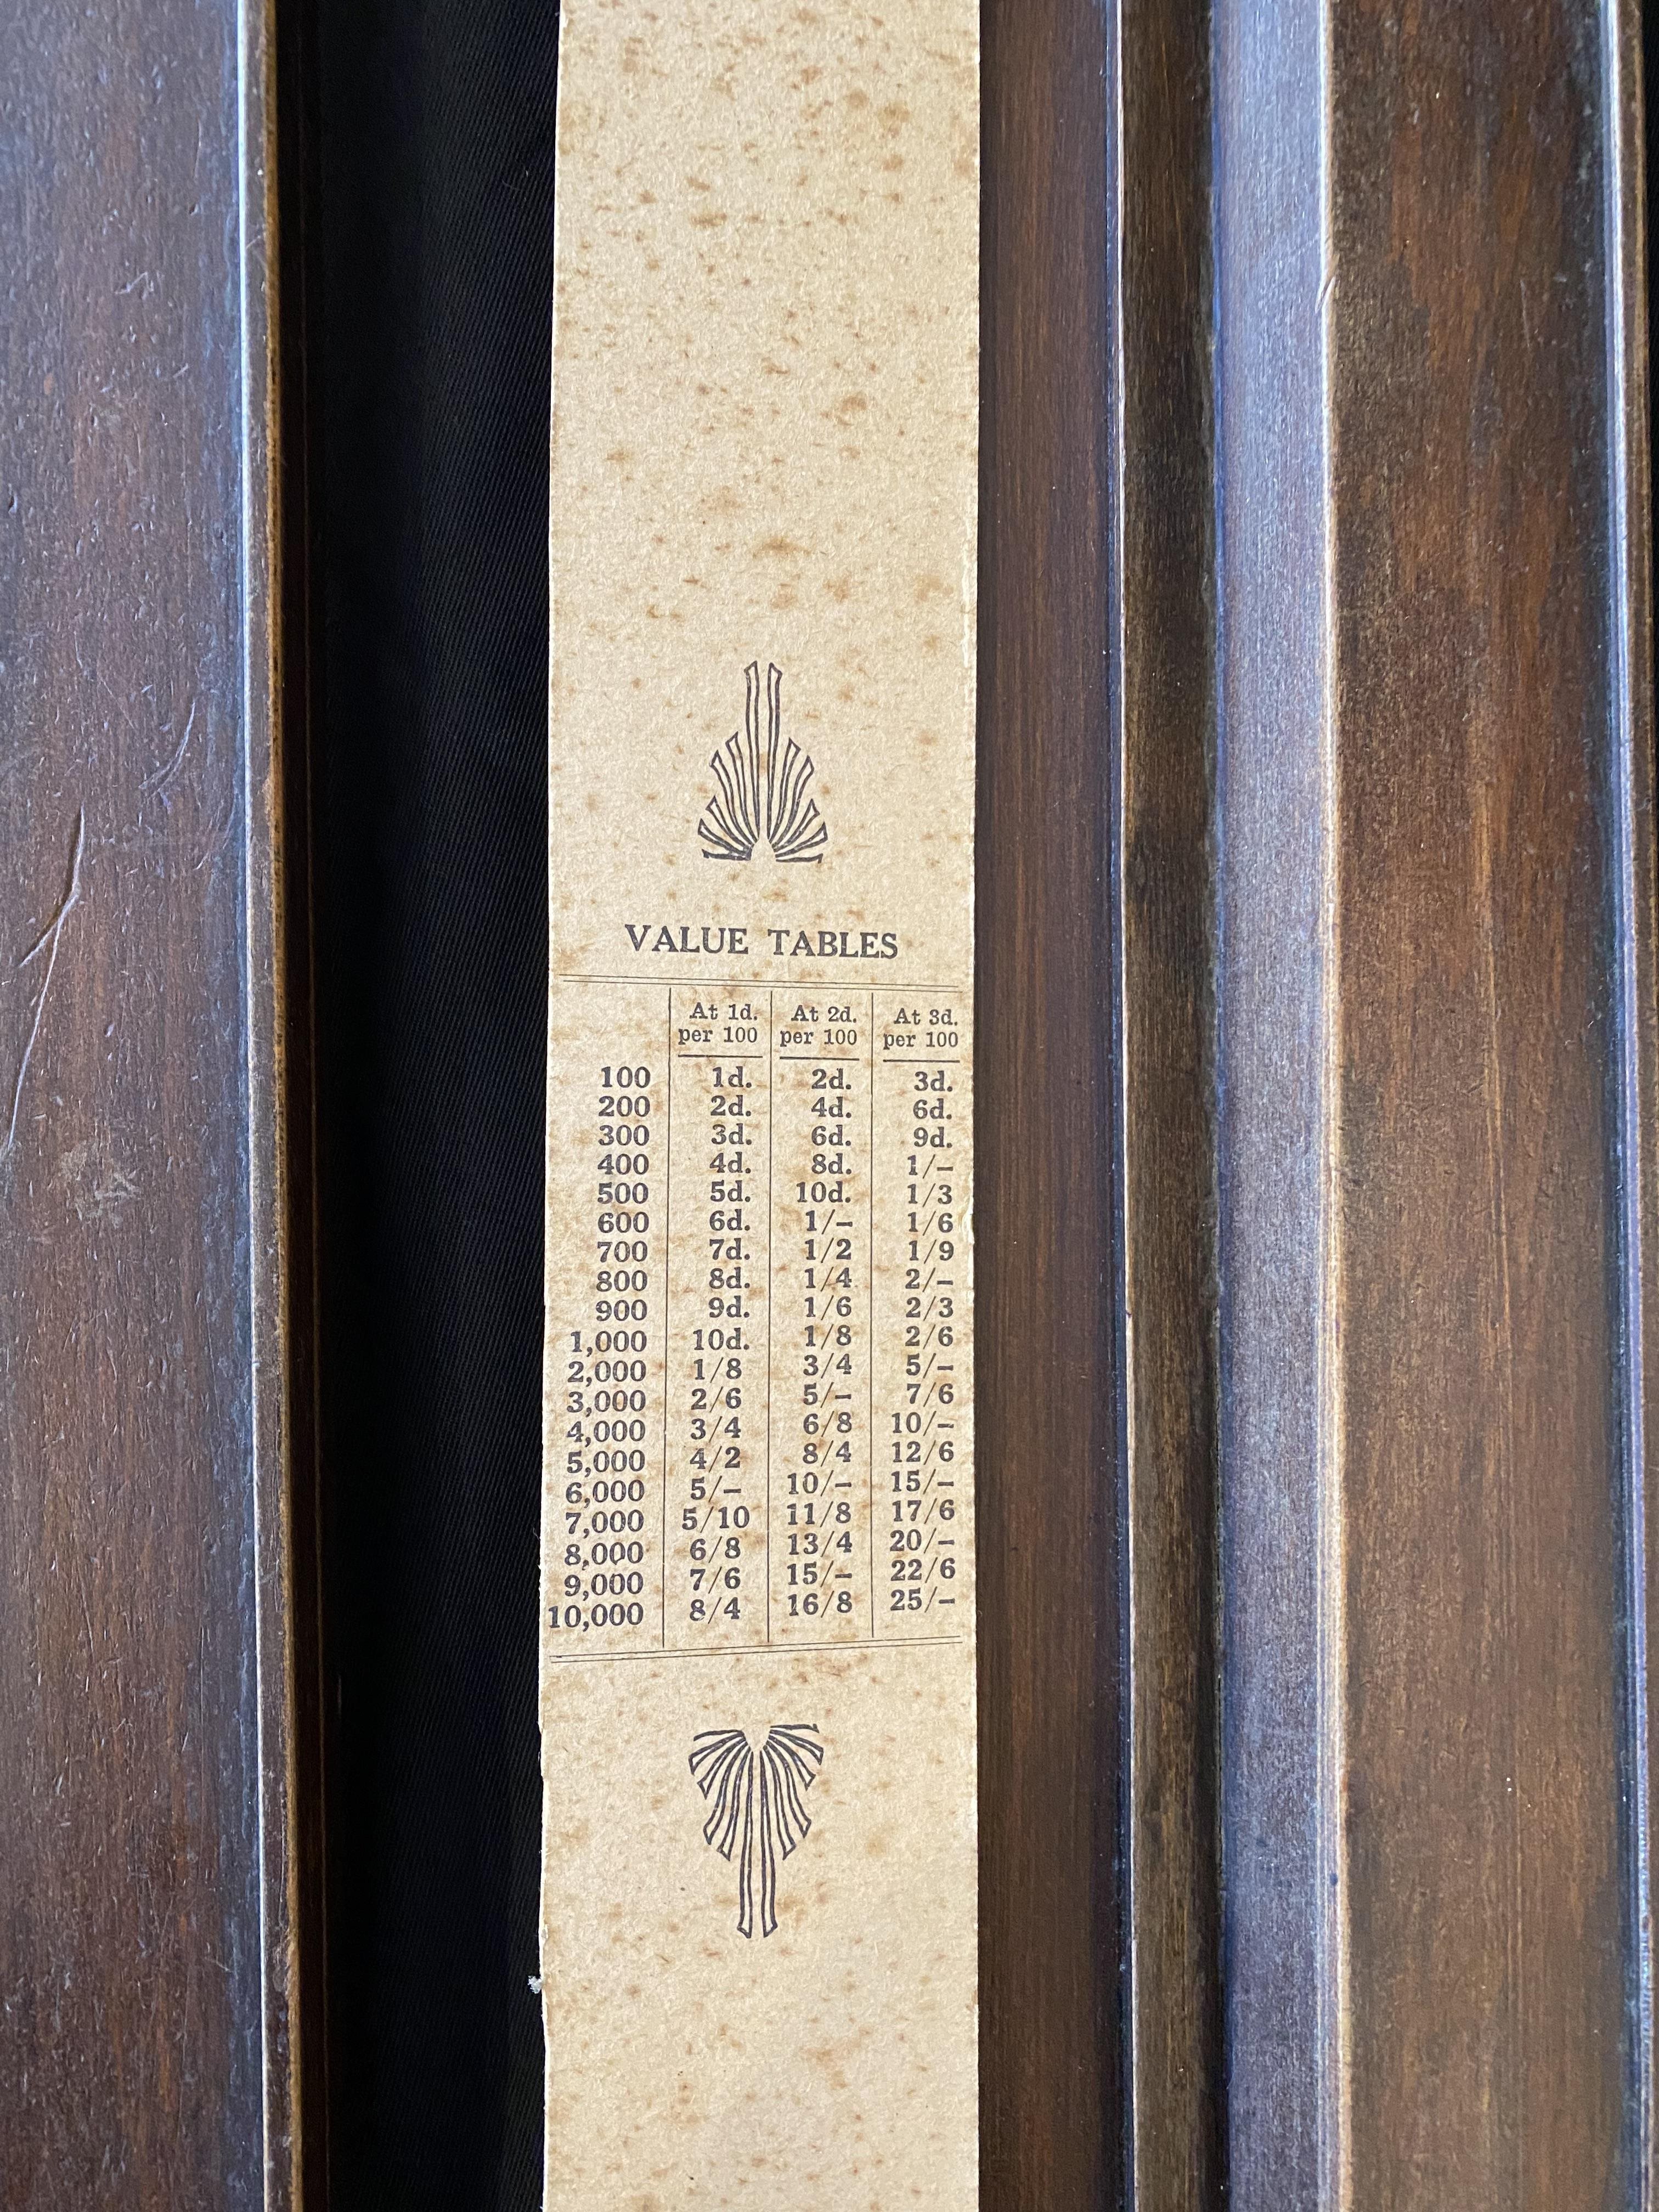 VALUE TABLES
At 1d. At 2d. At 3d.
per 100 per 100 per 100
100 1d. 2d. 3d.
200 2d. 4d. 6d.
300 3d. 6d. 9d.
400 4d. 8d. 1/–
500 5d. 10d. 1/3
600 6d. 1/– 1/6
700 7d. 1/2 1/9
800 8d. 1/4 2/–
900 9d. 1/6 2/3
1,000 10d. 1/8 2/6
2,000 1/8 3/4 5/–
3,000 2/6 5/– 7/6
4,000 3/4 6/8 10/–
5,000 4/2 8/4 12/6
6,000 5/– 10/– 15/–
7,000 5/10 11/8 17/6
8,000 6/8 13/4 20/–
9,000 7/6 15/– 22/6
10,000 8/4 16/8 25/–